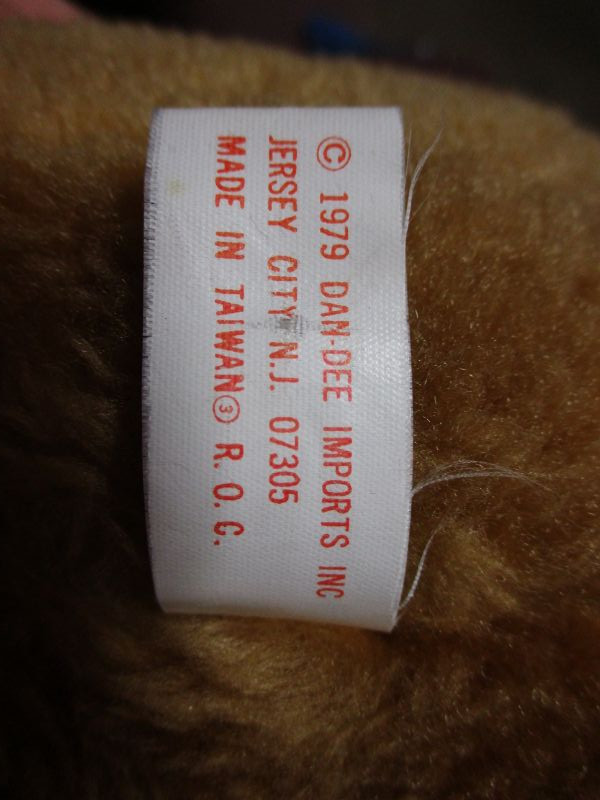 © 1979 DAN-DEE IMPORTS INC
JERSEY CITY N.J. 07305
MADE IN TAIWAN③ R.O.C.